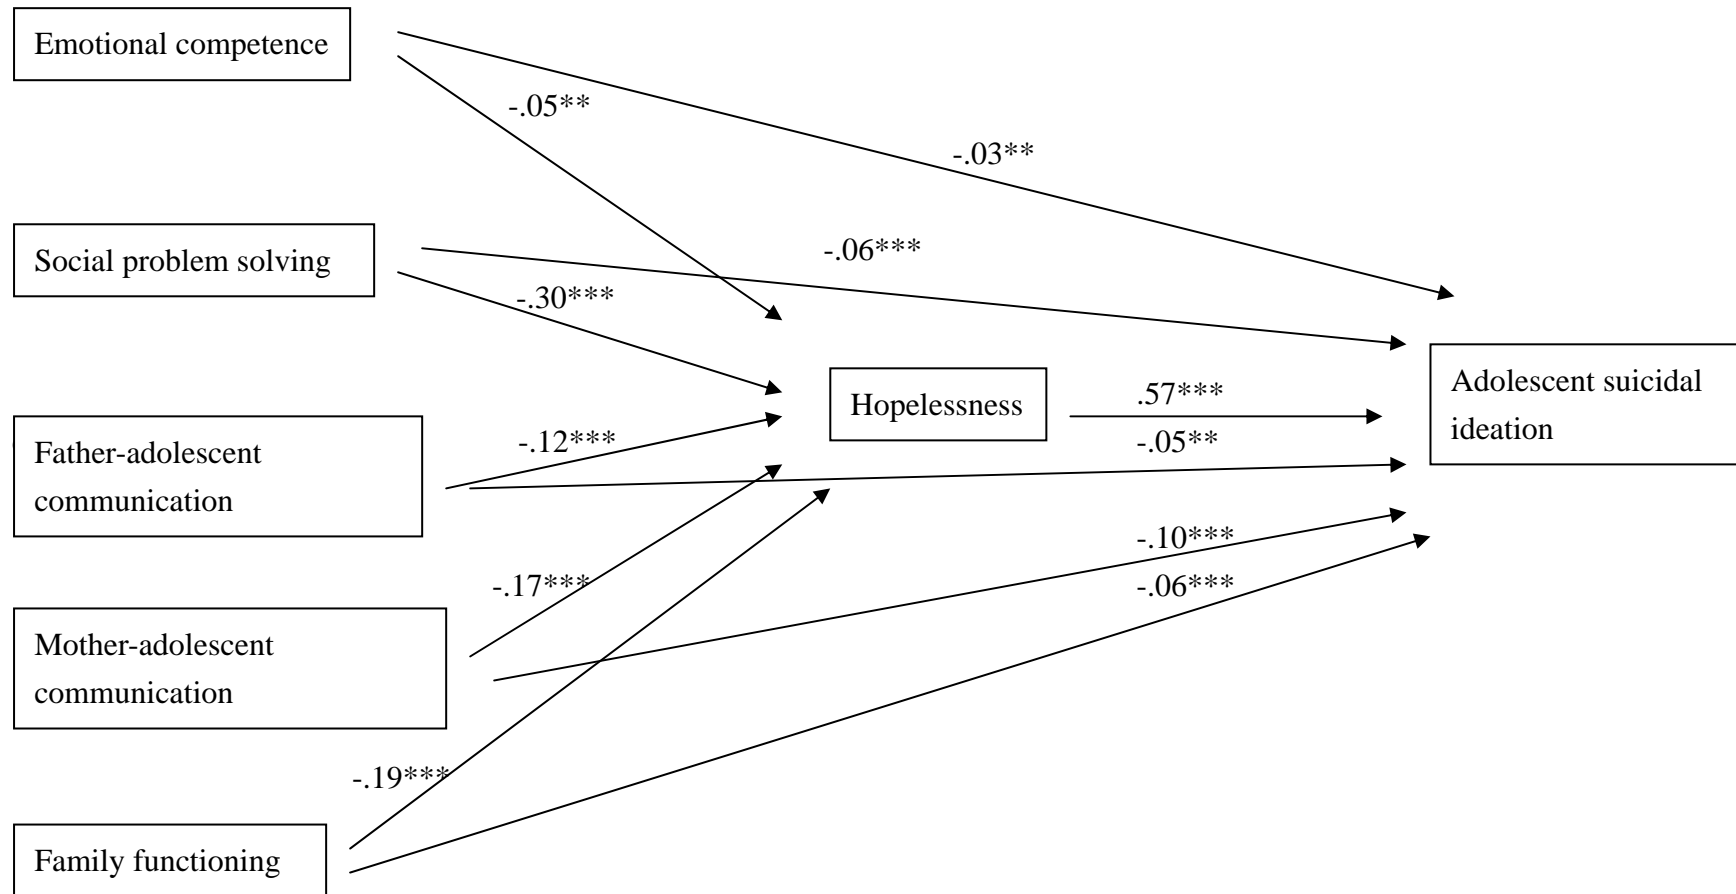 Emotional competence
-.05**
-.03**
Social problem solving
-.06***
-.30***
Hopelessness
.57***
Adolescent suicidal
ideation
Father-adolescent
communication
-.12***
-.05**
-.10***
-.17***
-.06***
Mother-adolescent
communication
-.19***
Family functioning